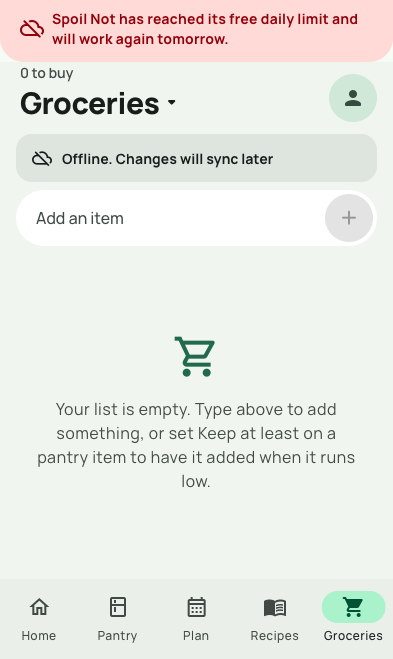 Spoil Not has reached its free daily limit and
will work again tomorrow.
0 to buy
Groceries
Offline. Changes will sync later
Add an item
Your list is empty. Type above to add
something, or set Keep at least on a
pantry item to have it added when it runs
low.
Home
Pantry
Plan
Recipes
Groceries